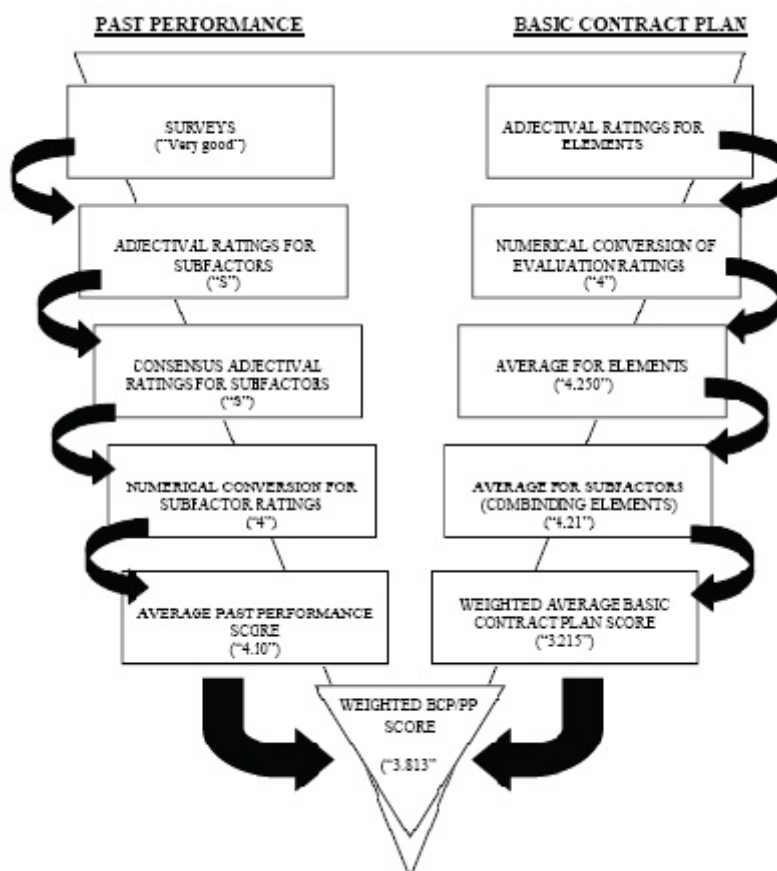 PAST PERFORMANCE
BASIC CONTRACT PLAN
SURVEYS
("Very good")
ADJECTIVAL RATINGS FOR
SUBFACTORS
("S")
CONSENSUS ADJECTIVAL
RATINGS FOR SUBFACTORS
("S")
NUMERICAL CONVERSION FOR
SUBFACTOR RATINGS
("4")
AVERAGE PAST PERFORMANCE
SCORE
("4.10")
ADJECTIVAL RATINGS FOR
ELEMENTS
NUMERICAL CONVERSION OF
EVALUATION RATINGS
("4")
AVERAGE FOR ELEMENTS
("4.250")
AVERAGE FOR SUBFACTORS
(COMBINDING ELEMENTS)
("4.21")
WEIGHTED AVERAGE BASIC
CONTRACT PLAN SCORE
("3.215")
WEIGHTED BCP/PP
SCORE
("3.813"